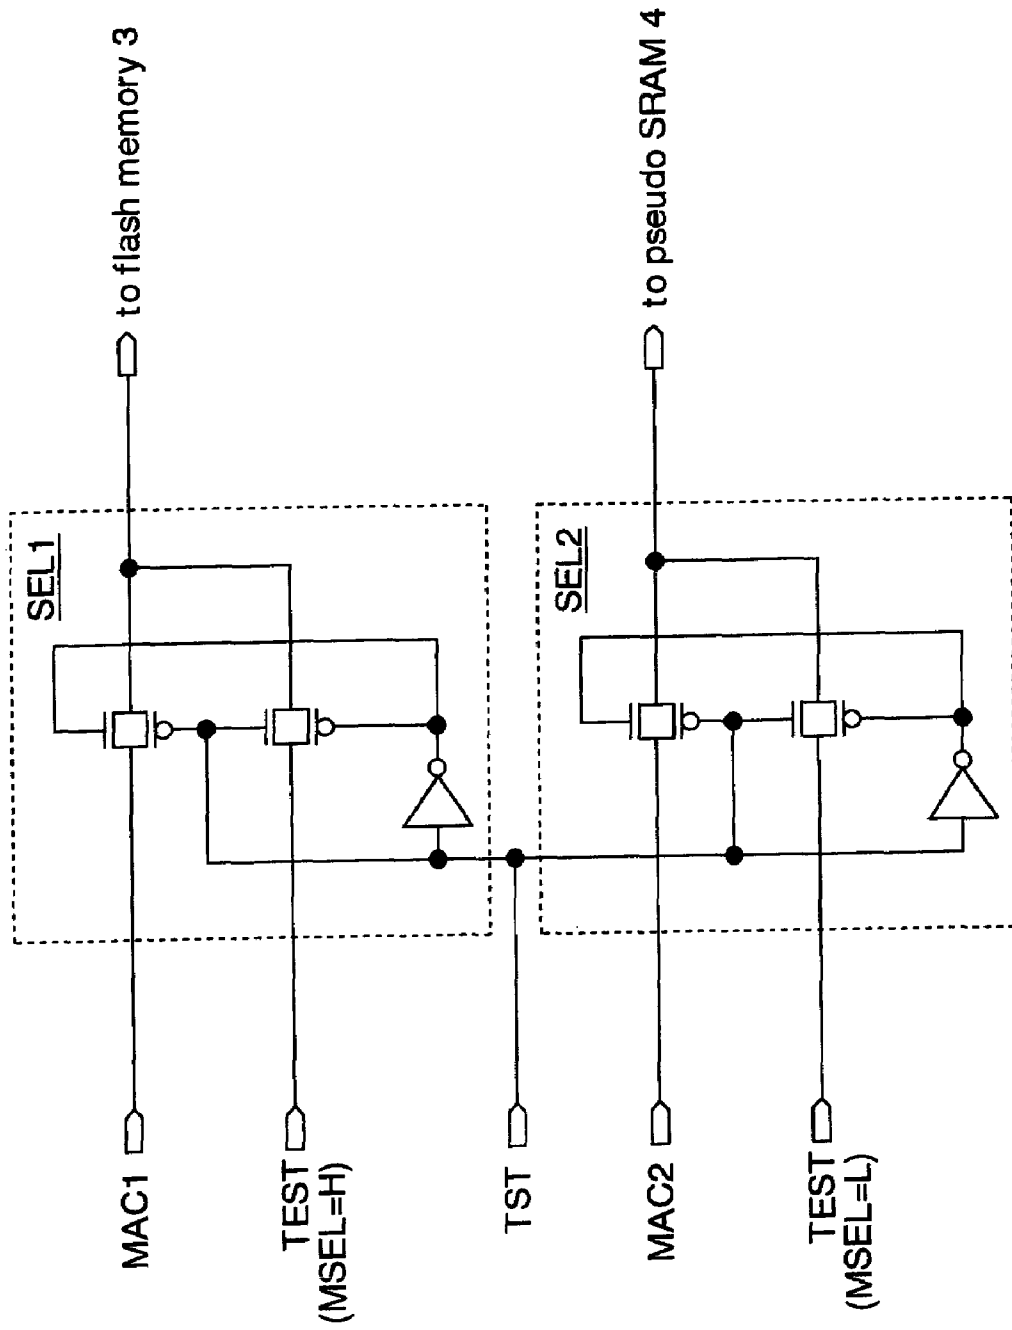 MAC1
TEST
(MSEL=H)
TST
MAC2
TEST
(MSEL=L)
SEL1
SEL2
to flash memory 3
to pseudo SRAM 4